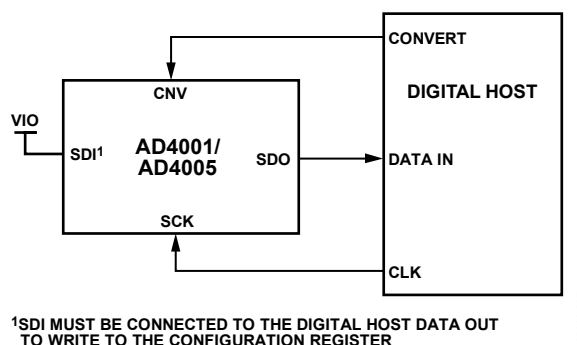 CONVERT
DIGITAL HOST
CNV
VIO
SDI1
AD4001/
AD4005
SDO
DATA IN
SCK
CLK
1SDI MUST BE CONNECTED TO THE DIGITAL HOST DATA OUT
TO WRITE TO THE CONFIGURATION REGISTER